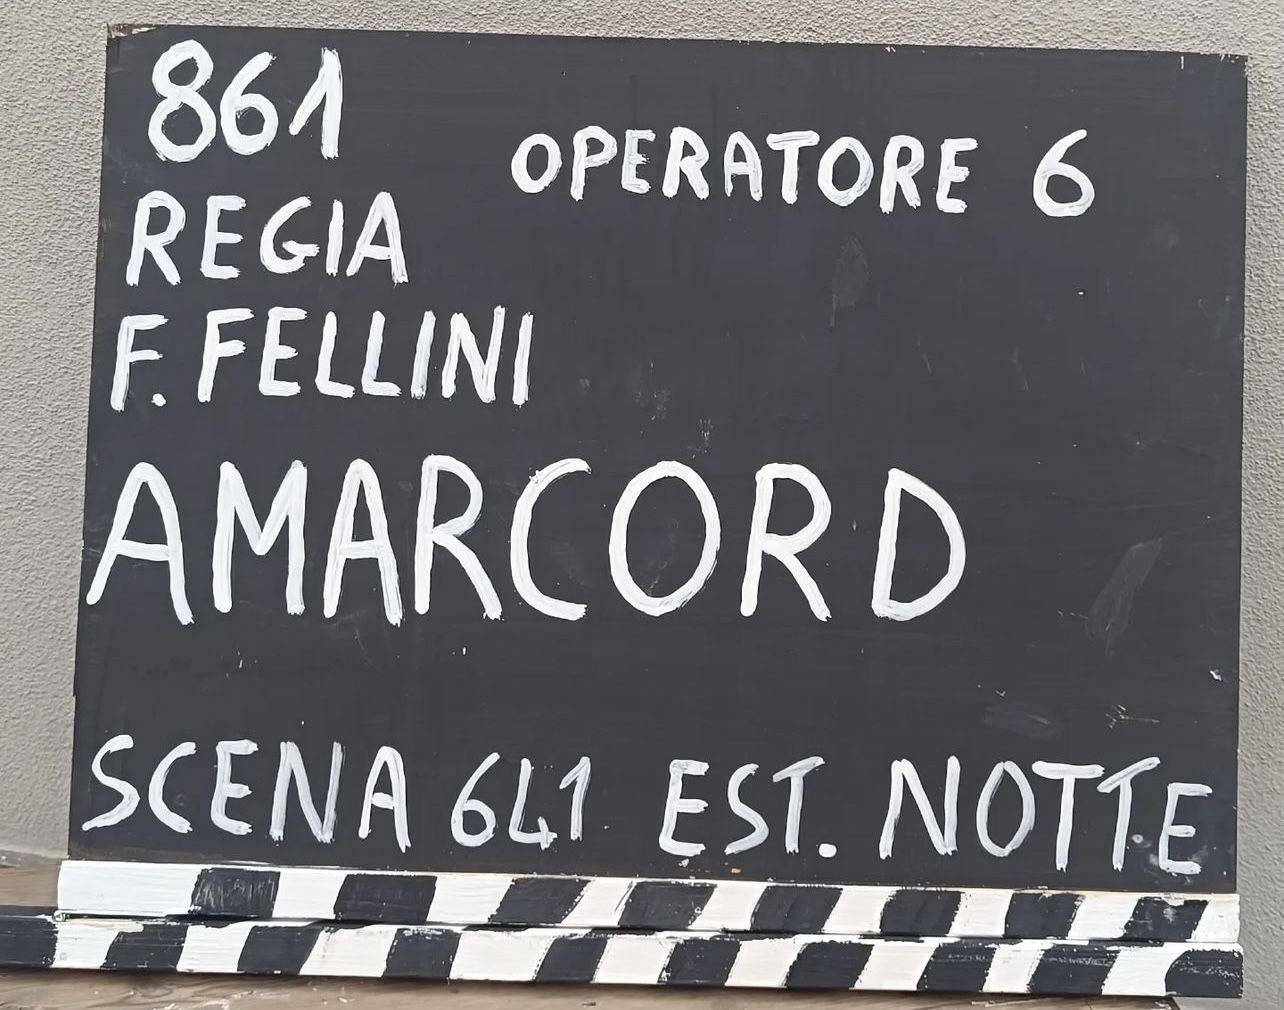 861
OPERATORE 6
REGIA
F. FELLINI
AMARCORD
SCENA 641 EST. NOTTE